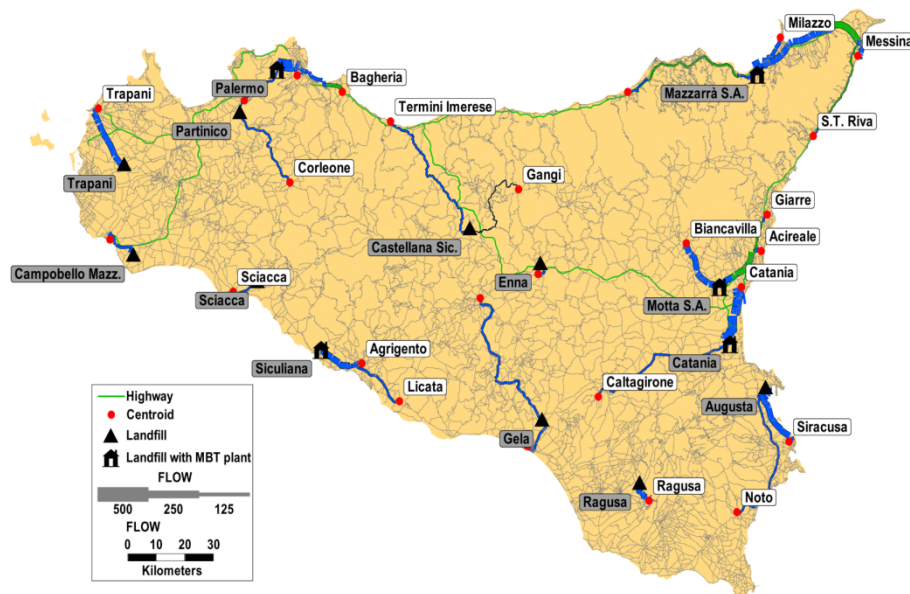 Milazzo
Messina
Palermo
Bagheria
Mazzarrà S.A.
Trapani
Termini Imerese
Partinico
S.T. Riva
Corleone
Gangi
Trapani
Giarre
Biancavilla
Castellana Sic.
Acireale
Campobello Mazz.
Sciacca
Enna
Catania
Sciacca
Motta S.A.
Agrigento
Siculiana
Catania
Licata
Caltagirone
Augusta
Gela
Siracusa
Ragusa
Ragusa
Noto
Highway
Centroid
Landfill
Landfill with MBT plant
FLOW
500 250 125
FLOW
0 10 20 30
Kilometers